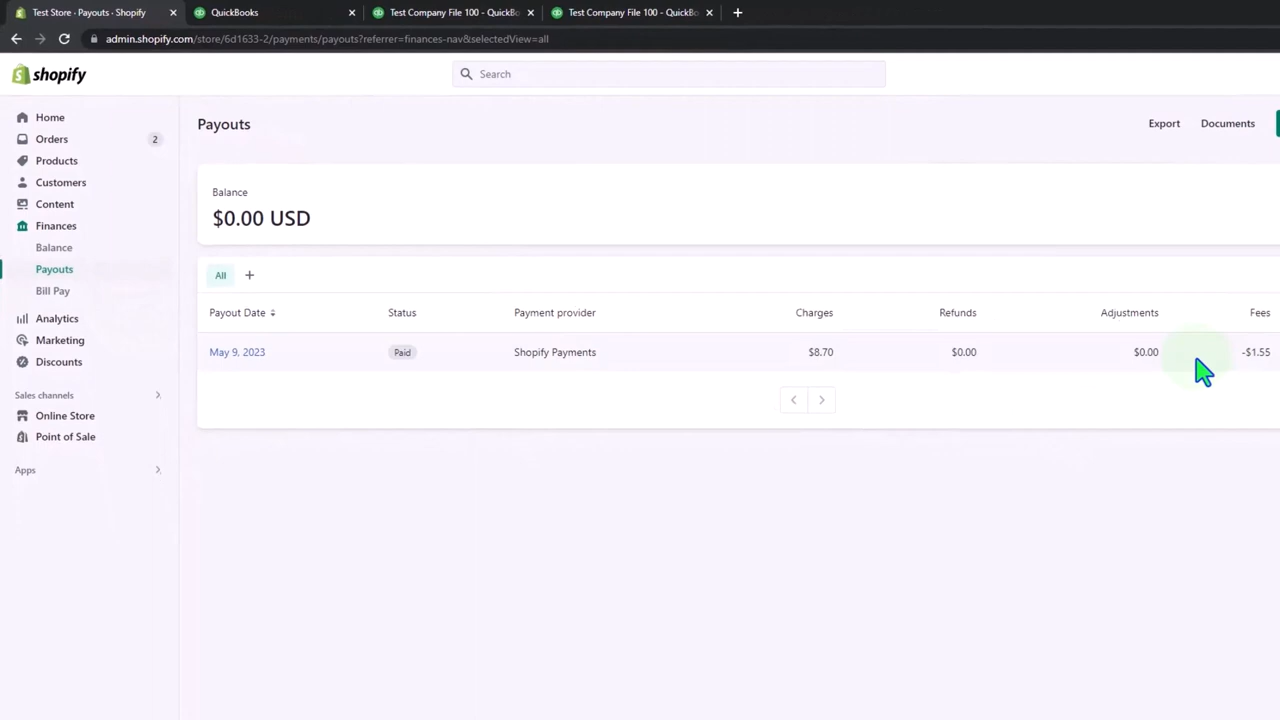 Test Store - Payouts · Shopify
QuickBooks
Test Company File 100 - QuickBo
Test Company File 100 - QuickBo
admin.shopify.com/store/6d1633-2/payments/payouts?referrer=finances-nav&selectedView=all
shopify
Search
Home
Orders 2
Products
Customers
Content
Finances
Balance
Payouts
Bill Pay
Analytics
Marketing
Discounts
Sales channels
Online Store
Point of Sale
Apps
Payouts
Export Documents
Balance
$0.00 USD
All
Payout Date Status Payment provider Charges Refunds Adjustments Fees
May 9, 2023 Paid Shopify Payments $8.70 $0.00 $0.00 -$1.55